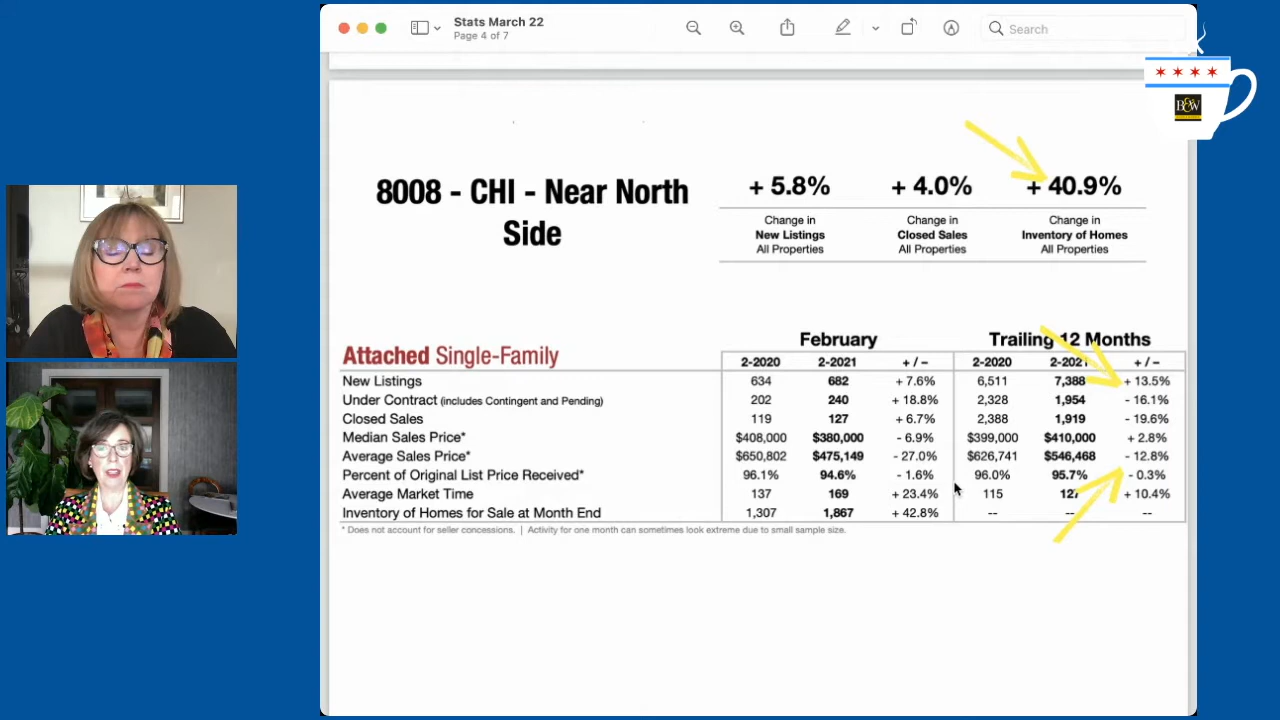 Stats March 22
Page 4 of 7
Search
B&W
8008 - CHI - Near North
Side
+ 5.8% + 4.0% + 40.9%
Change in Change in Change in
New Listings Closed Sales Inventory of Homes
All Properties All Properties All Properties
February Trailing 12 Months
Attached Single-Family 2-2020 2-2021 + / – 2-2020 2-2021 + / –
New Listings 634 682 + 7.6% 6,511 7,388 + 13.5%
Under Contract (includes Contingent and Pending) 202 240 + 18.8% 2,328 1,954 - 16.1%
Closed Sales 119 127 + 6.7% 2,388 1,919 - 19.6%
Median Sales Price* $408,000 $380,000 - 6.9% $399,000 $410,000 + 2.8%
Average Sales Price* $650,802 $475,149 - 27.0% $626,741 $546,468 - 12.8%
Percent of Original List Price Received* 96.1% 94.6% - 1.6% 96.0% 95.7% - 0.3%
Average Market Time 137 169 + 23.4% 115 127 + 10.4%
Inventory of Homes for Sale at Month End 1,307 1,867 + 42.8% -- -- --
* Does not account for seller concessions. | Activity for one month can sometimes look extreme due to small sample size.